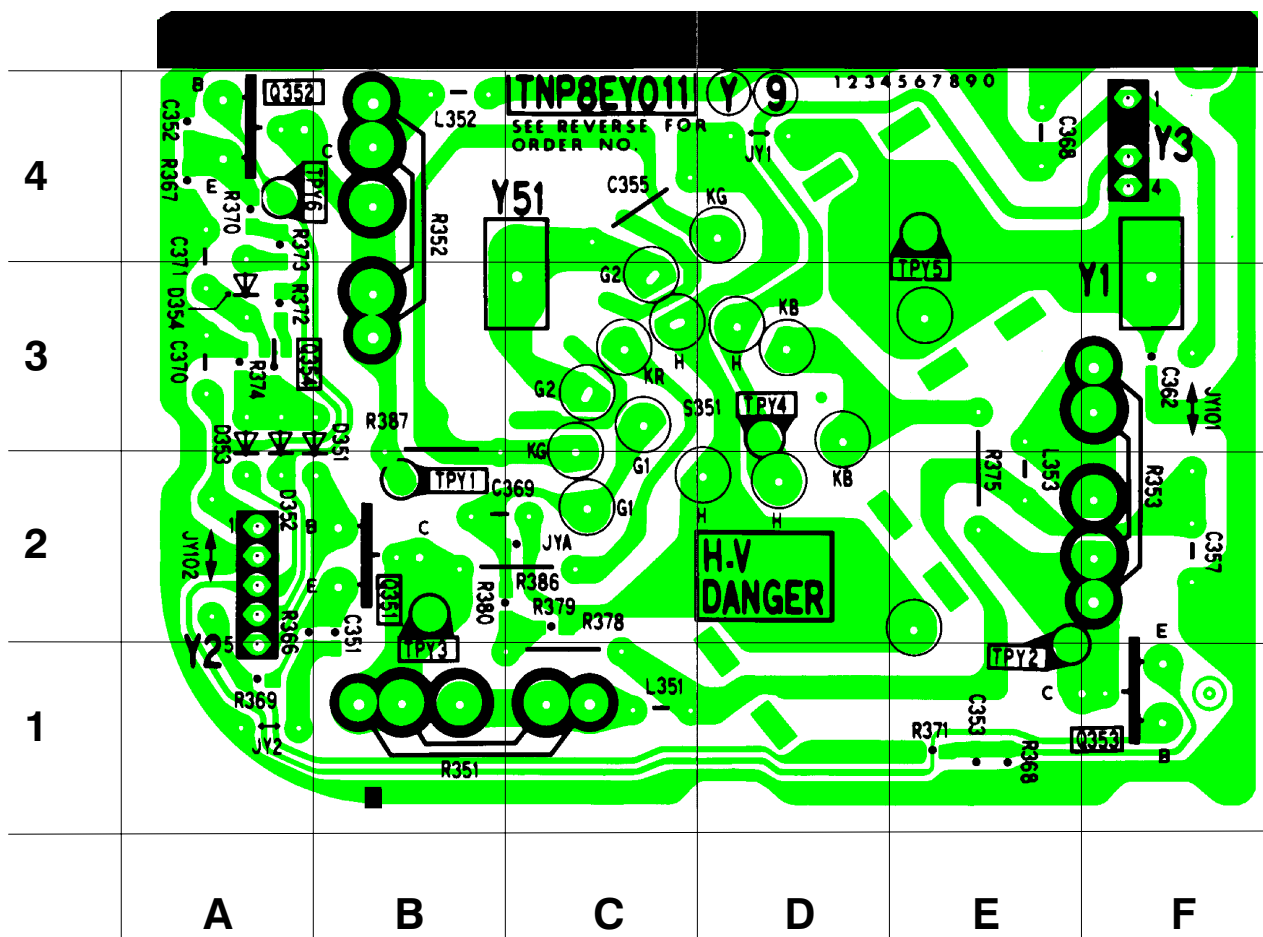 B
Q352
L352
TNP8EY011
Y
9
1234567890
1
SEE REVERSE FOR
ORDER NO.
C352
C
JY1
C368
Y3
4
R367
E
R370
TPY6
C355
KG
4
Y51
R352
C371
R373
G2
TPY5
Y1
D354
R372
KB
C370
R374
Q354
H
H
3
KR
C362
JY101
G2
S351
TPY4
R387
D353
D351
KG
G1
KB
R375
L353
R353
TPY1
C369
D352
1
B
C
G1
H
H
JY102
JYA
H.V
DANGER
C357
2
E
Q351
R380
R386
R379
R378
R366
C351
Y2
5
TPY3
TPY2
E
R369
L351
C
C353
JY2
R371
R368
Q353
B
1
R351
A
B
C
D
E
F